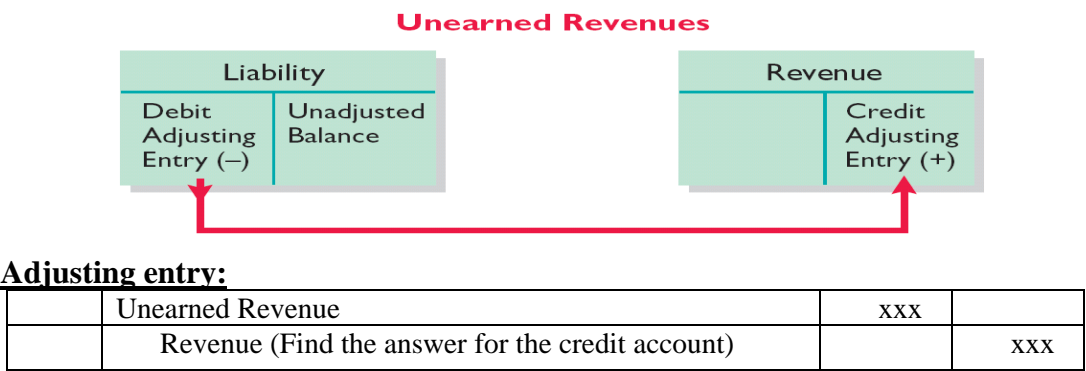 Unearned Revenues
Liability
Debit Adjusting Entry (–)
Unadjusted Balance
Revenue
Credit Adjusting Entry (+)
Adjusting entry:
Unearned Revenue xxx
Revenue (Find the answer for the credit account) xxx